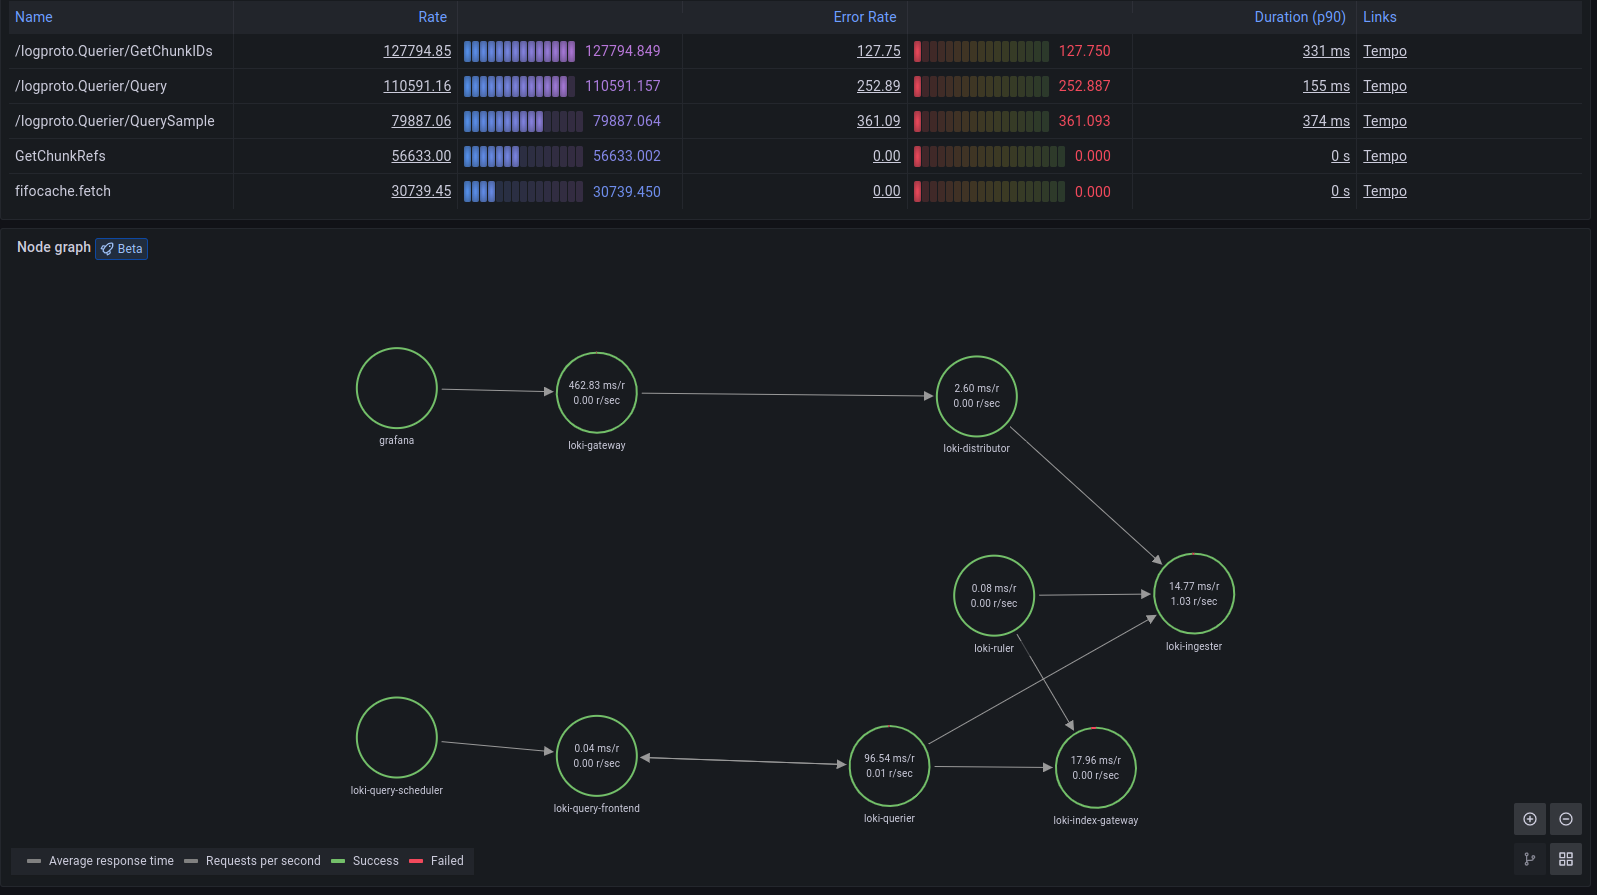 Name Rate Error Rate Duration (p90) Links
/logproto.Querier/GetChunkIDs 127794.85 127794.849 127.75 127.750 331 ms Tempo
/logproto.Querier/Query 110591.16 110591.157 252.89 252.887 155 ms Tempo
/logproto.Querier/QuerySample 79887.06 79887.064 361.09 361.093 374 ms Tempo
GetChunkRefs 56633.00 56633.002 0.00 0.000 0 s Tempo
fifocache.fetch 30739.45 30739.450 0.00 0.000 0 s Tempo
Node graph Beta
grafana
462.83 ms/r
0.00 r/sec
loki-gateway
2.60 ms/r
0.00 r/sec
loki-distributor
0.08 ms/r
0.00 r/sec
loki-ruler
14.77 ms/r
1.03 r/sec
loki-ingester
loki-query-scheduler
0.04 ms/r
0.00 r/sec
loki-query-frontend
96.54 ms/r
0.01 r/sec
loki-querier
17.96 ms/r
0.00 r/sec
loki-index-gateway
Average response time Requests per second Success Failed